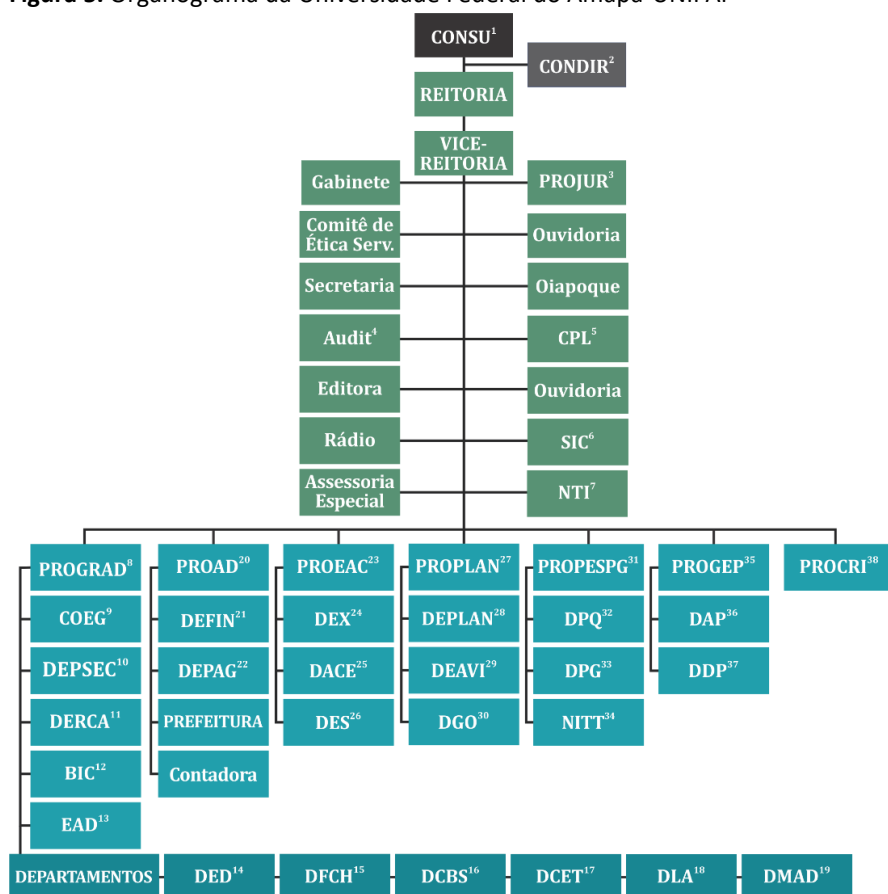 Figura 3. Organograma da Universidade Federal do Amapá-UNIFAP
CONSU¹
CONDIR²
REITORIA
VICE-
REITORIA
Gabinete
PROJUR³
Comitê de
Ética Serv.
Ouvidoria
Secretaria
Oiapoque
Audit⁴
CPL⁵
Editora
Ouvidoria
Rádio
SIC⁶
Assessoria
Especial
NTI⁷
PROGRAD⁸
PROAD²⁰
PROEAC²³
PROPLAN²⁷
PROPESPG³¹
PROGEP³⁵
PROCRI³⁸
COEG⁹
DEFIN²¹
DEX²⁴
DEPLAN²⁸
DPQ³²
DAP³⁶
DEPSEC¹⁰
DEPAG²²
DACE²⁵
DEAVI²⁹
DPG³³
DDP³⁷
DERCA¹¹
PREFEITURA
DES²⁶
DGO³⁰
NITT³⁴
BIC¹²
Contadora
EAD¹³
DEPARTAMENTOS
DED¹⁴
DFCH¹⁵
DCBS¹⁶
DCET¹⁷
DLA¹⁸
DMAD¹⁹